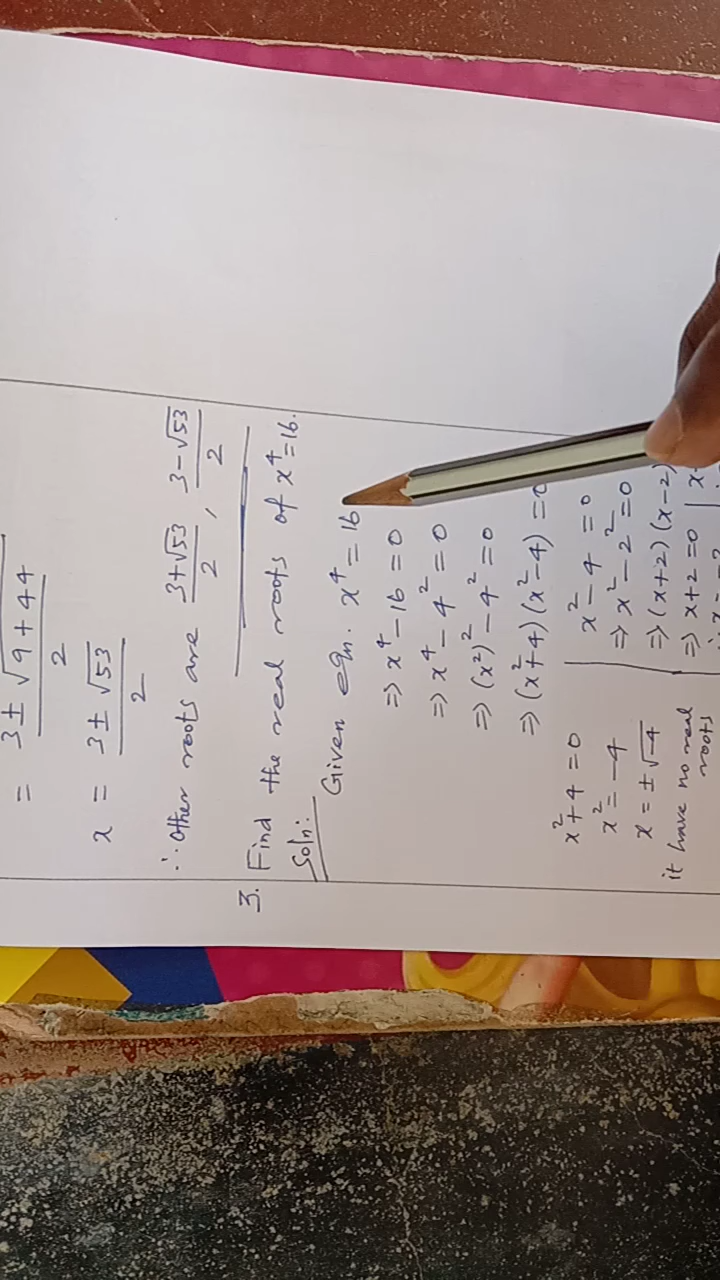 = 3 ± √9 + 44 / 2
x = 3 ± √53 / 2
∴ Other roots are 3+√53 / 2 , 3-√53 / 2
3. Find the real roots of x⁴=16.
Soln:
Given eqn. x⁴ = 16
⇒ x⁴ - 16 = 0
⇒ x⁴ - 4² = 0
⇒ (x²)² - 4² = 0
⇒ (x²+4)(x²-4) = 0
x² + 4 = 0
x² = -4
x = ± √-4
it have no real
roots
x² - 4 = 0
⇒ x² - 2² = 0
⇒ (x+2)(x-2)
⇒ x+2=0 | x-